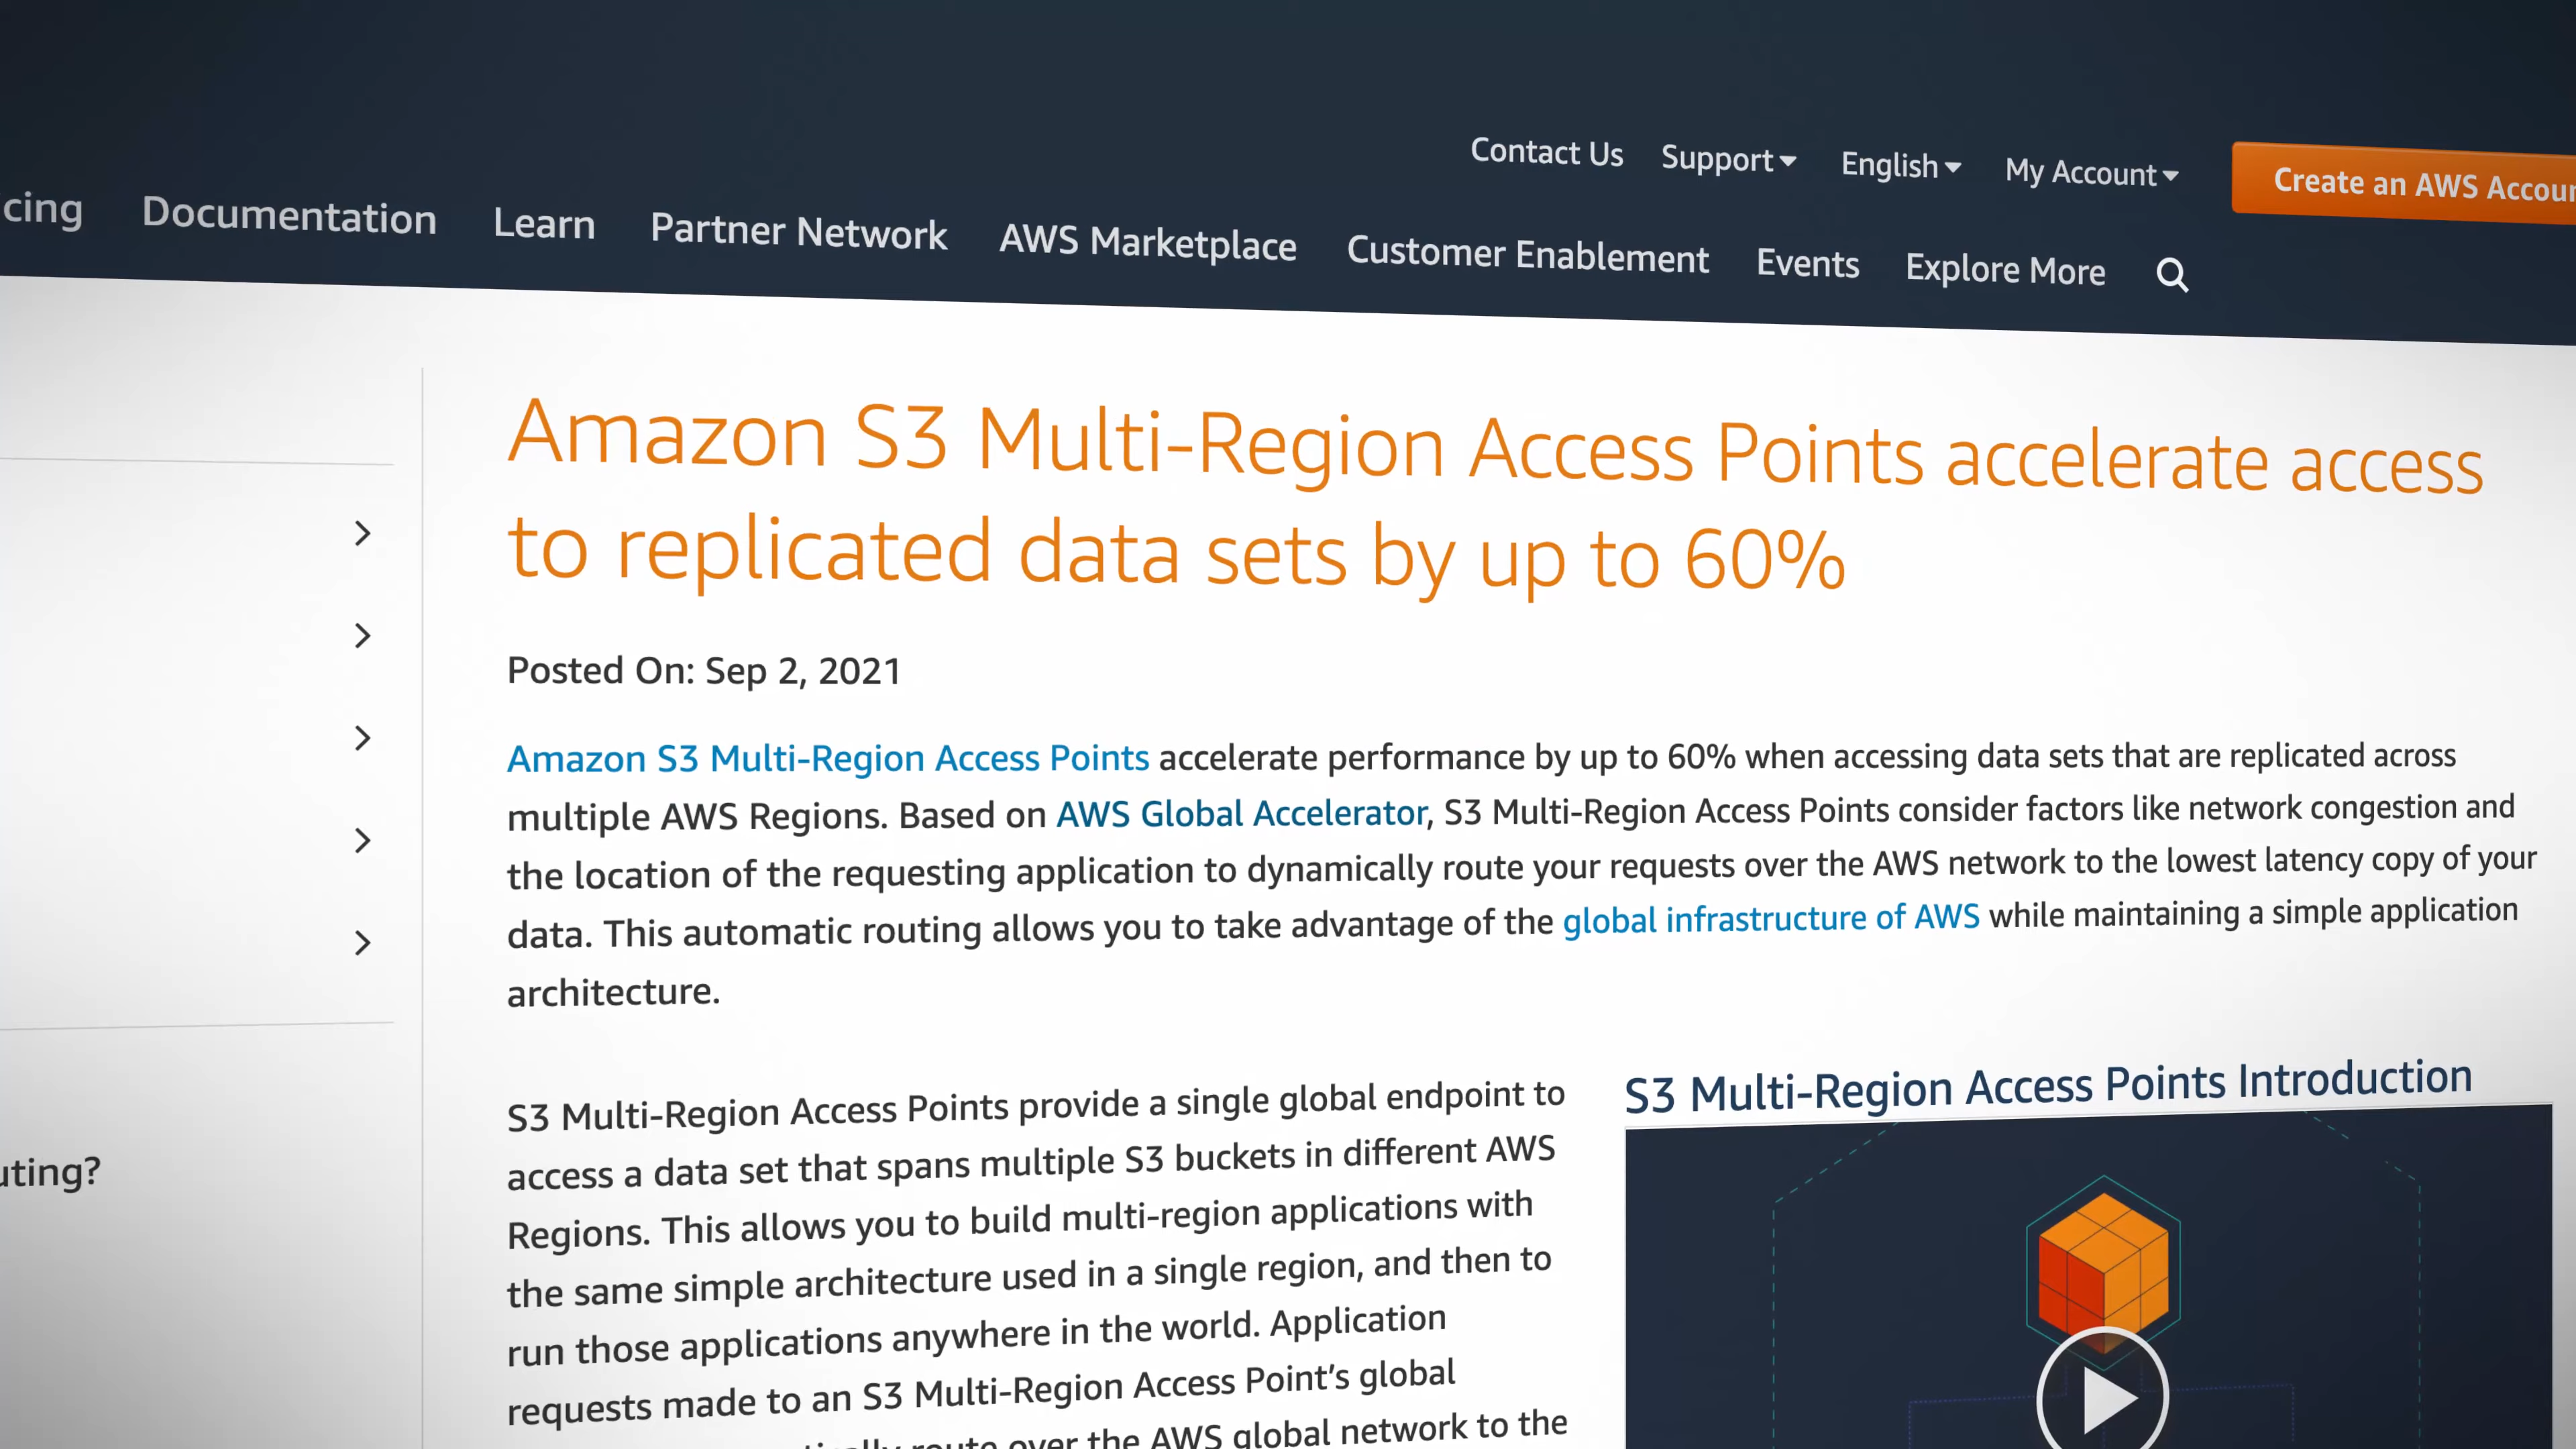 Contact Us Support English My Account Create an AWS
Documentation Learn Partner Network AWS Marketplace Customer Enablement Events Explore More
Amazon S3 Multi-Region Access Points accelerate access
to replicated data sets by up to 60%
Posted On: Sep 2, 2021
Amazon S3 Multi-Region Access Points accelerate performance by up to 60% when accessing data sets that are replicated across
multiple AWS Regions. Based on AWS Global Accelerator, S3 Multi-Region Access Points consider factors like network congestion and
the location of the requesting application to dynamically route your requests over the AWS network to the lowest latency copy of your
data. This automatic routing allows you to take advantage of the global infrastructure of AWS while maintaining a simple application
architecture.
S3 Multi-Region Access Points provide a single global endpoint to
access a data set that spans multiple S3 buckets in different AWS
Regions. This allows you to build multi-region applications with
the same simple architecture used in a single region, and then to
run those applications anywhere in the world. Application
requests made to an S3 Multi-Region Access Point's global
route over the AWS global network to the
S3 Multi-Region Access Points Introduction